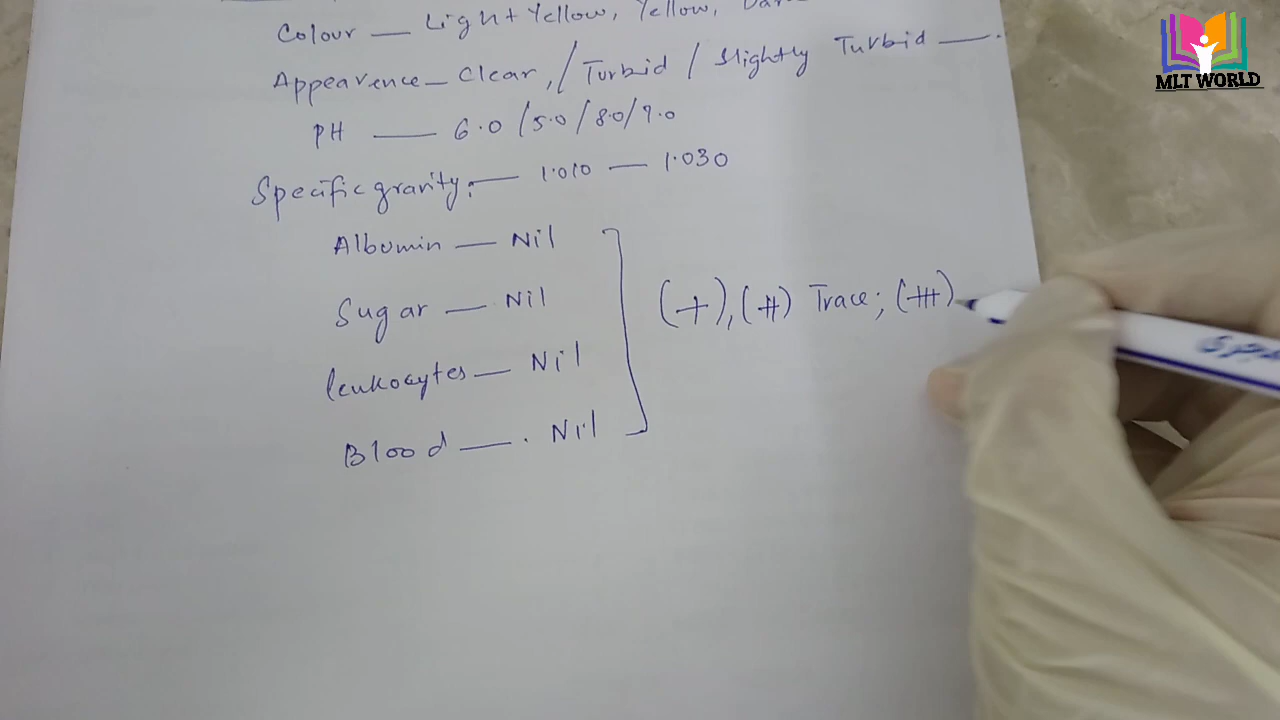 Colour — Light Yellow, Yellow,
Appearence — Clear, / Turbid / Slightly Turbid —.
PH — 6.0 / 5.0 / 8.0 / 7.0
Specific gravity: — 1.010 — 1.030
Albumin — Nil
Sugar — Nil
leukocytes — Nil
Blood — . Nil
(+), (++) Trace; (+++)
MLT WORLD